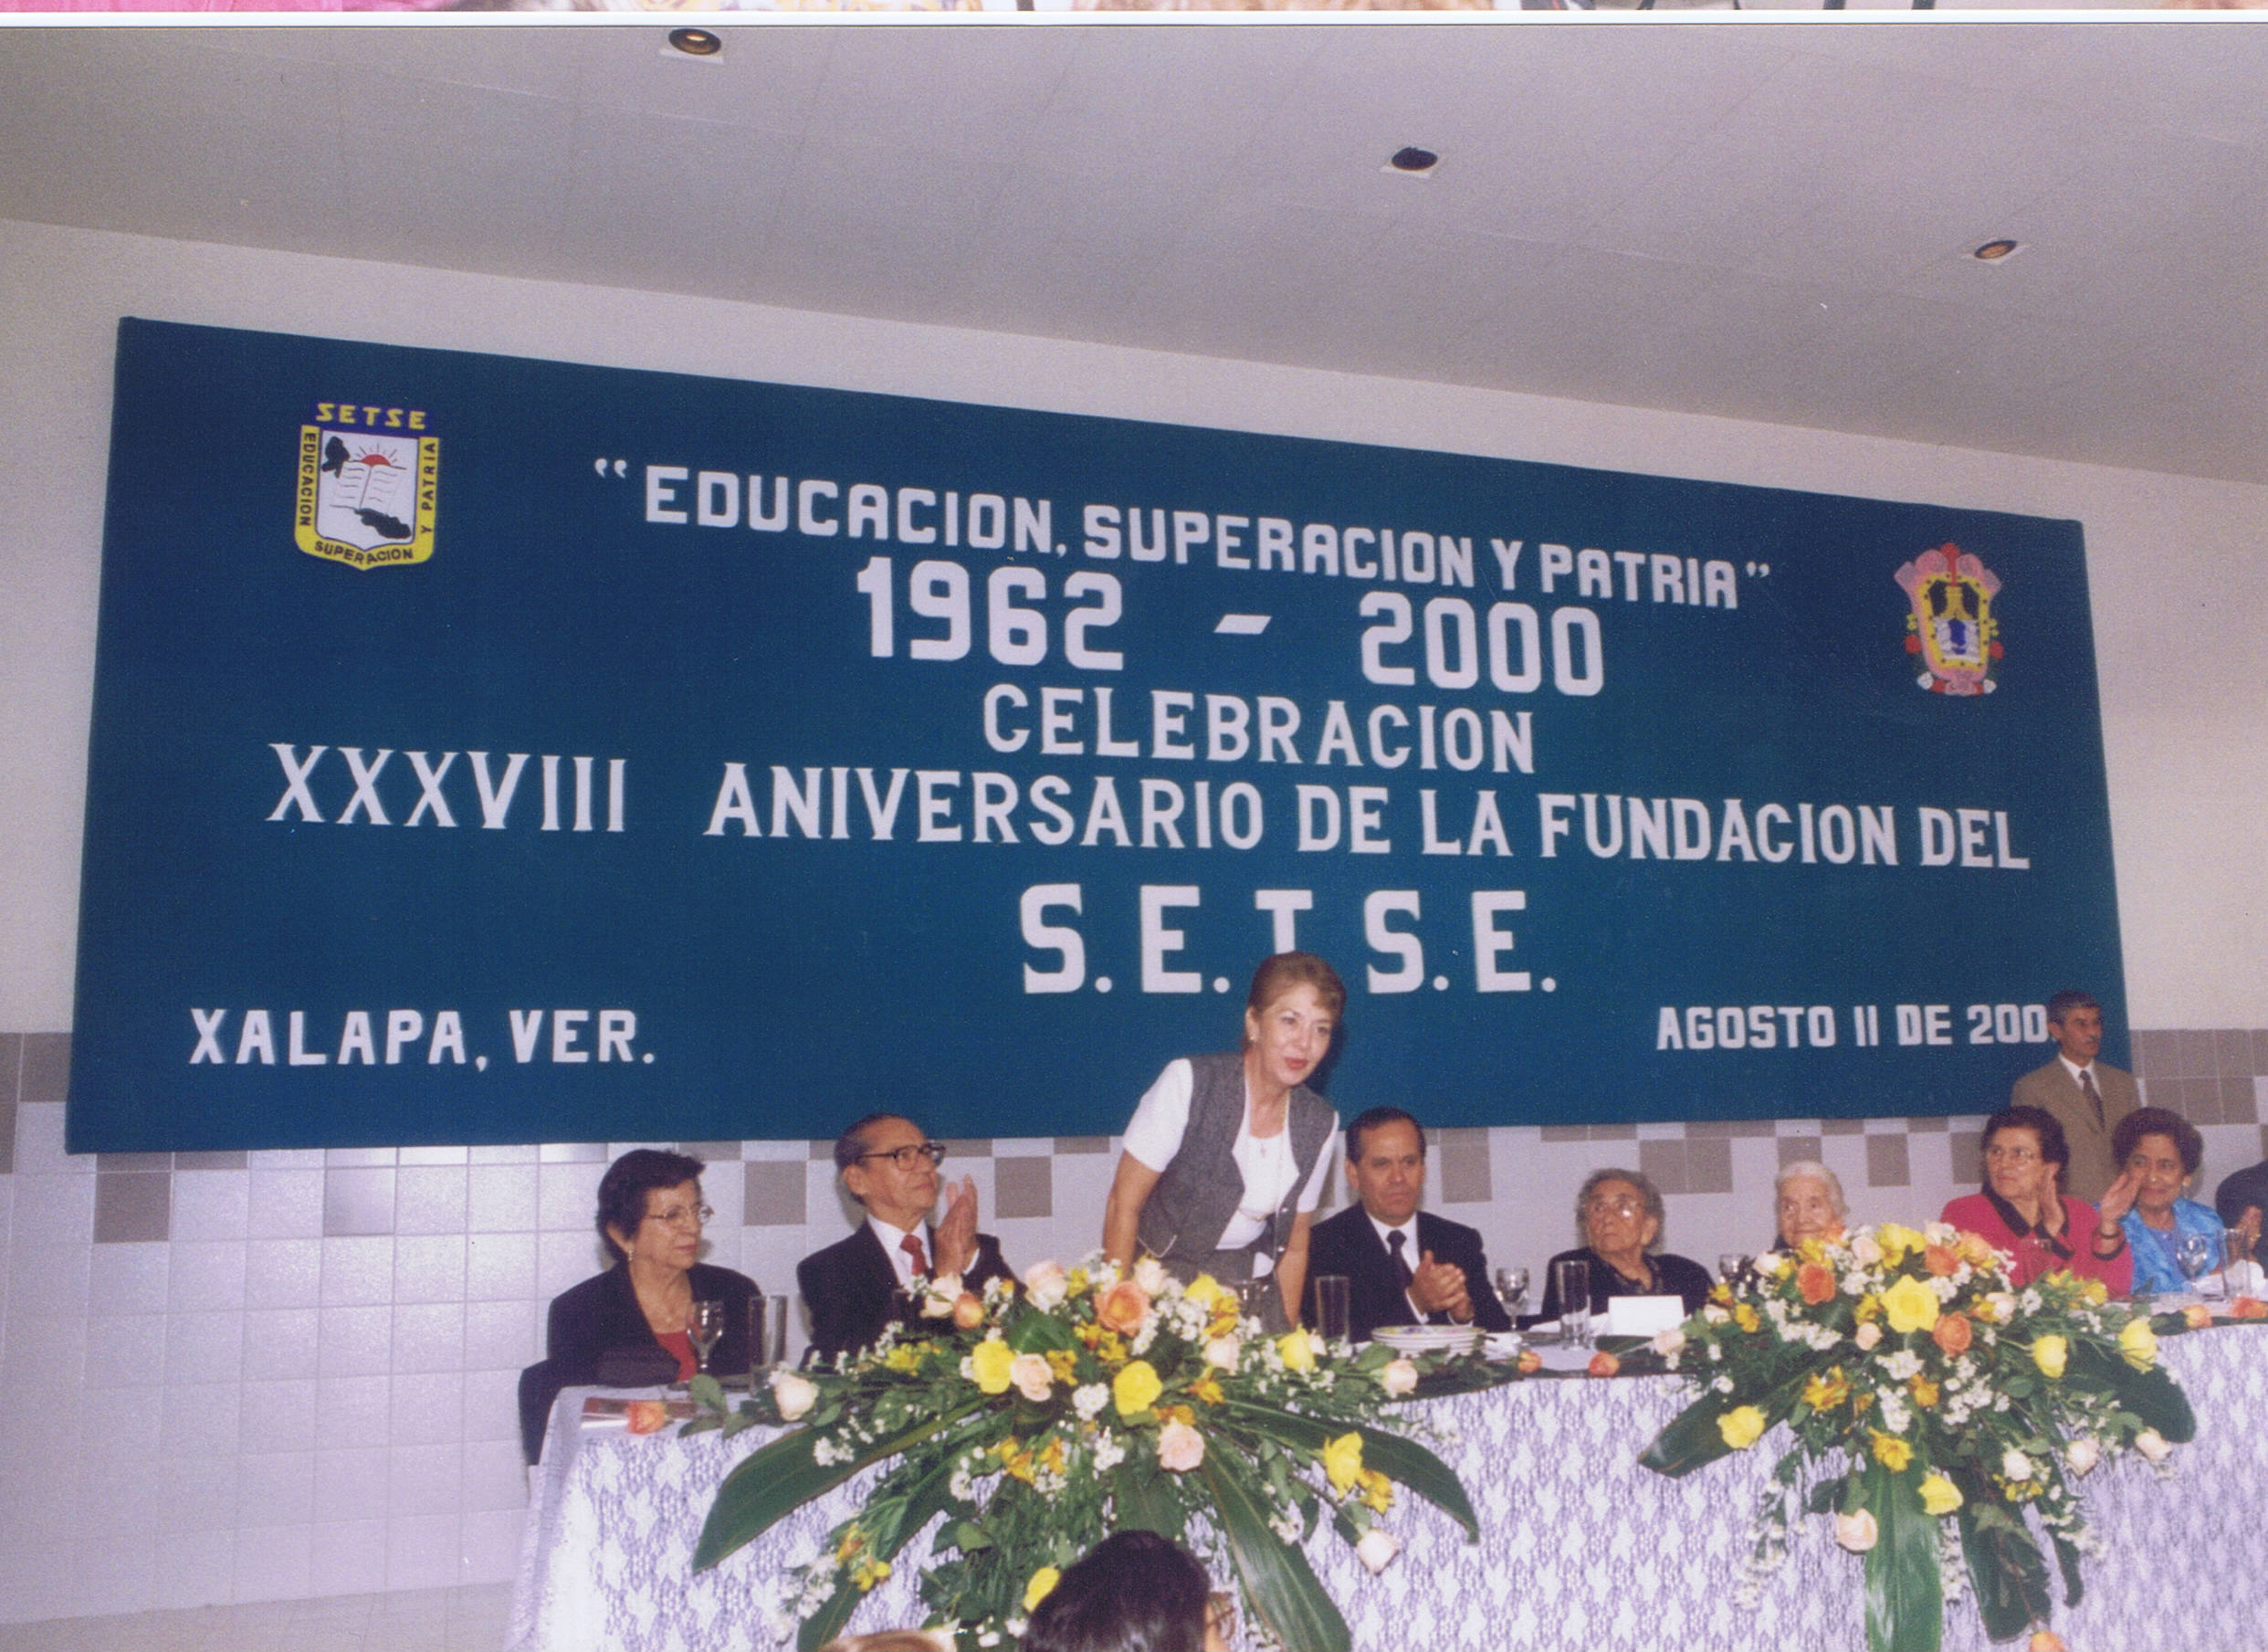 SETSE
EDUCACION
SUPERACION
Y PATRIA
“EDUCACION, SUPERACION Y PATRIA”
1962 - 2000
CELEBRACION
XXXVIII ANIVERSARIO DE LA FUNDACION DEL
S.E.T S.E.
XALAPA, VER.
AGOSTO 11 DE 200